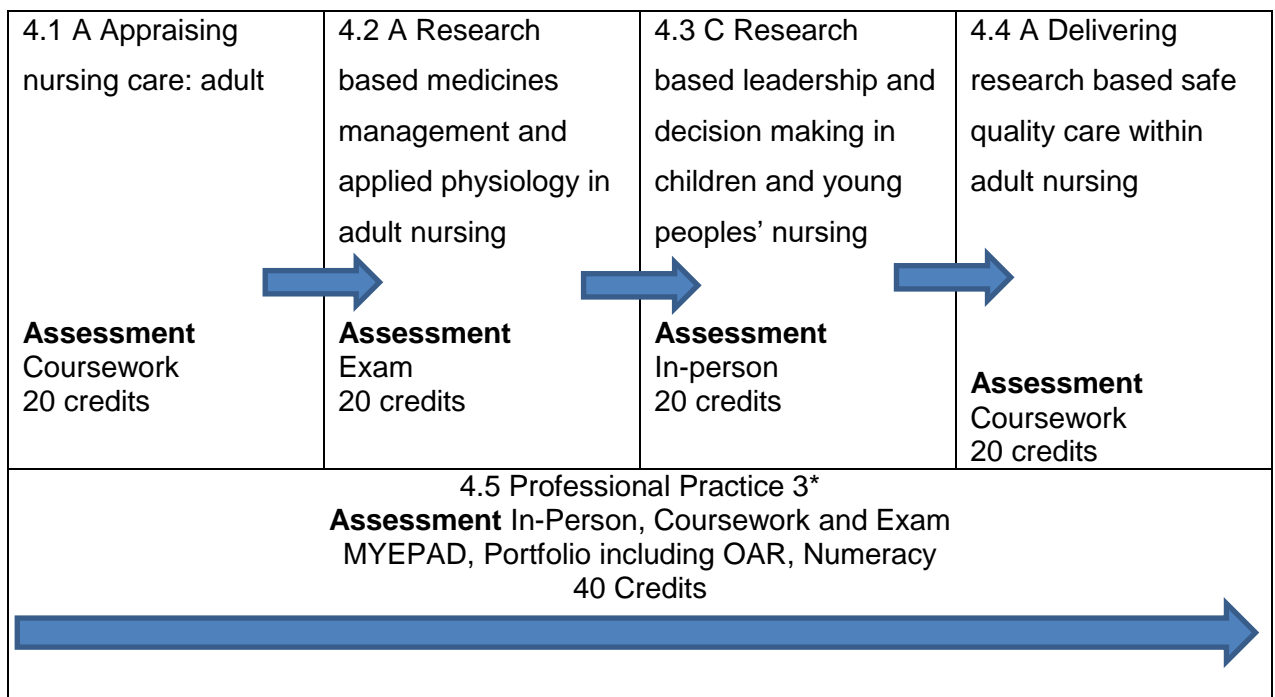 4.1 A Appraising
nursing care: adult
Assessment
Coursework
20 credits
4.2 A Research
based medicines
management and
applied physiology in
adult nursing
Assessment
Exam
20 credits
4.3 C Research
based leadership and
decision making in
children and young
peoples’ nursing
Assessment
In-person
20 credits
4.4 A Delivering
research based safe
quality care within
adult nursing
Assessment
Coursework
20 credits
4.5 Professional Practice 3*
Assessment In-Person, Coursework and Exam
MYEPAD, Portfolio including OAR, Numeracy
40 Credits